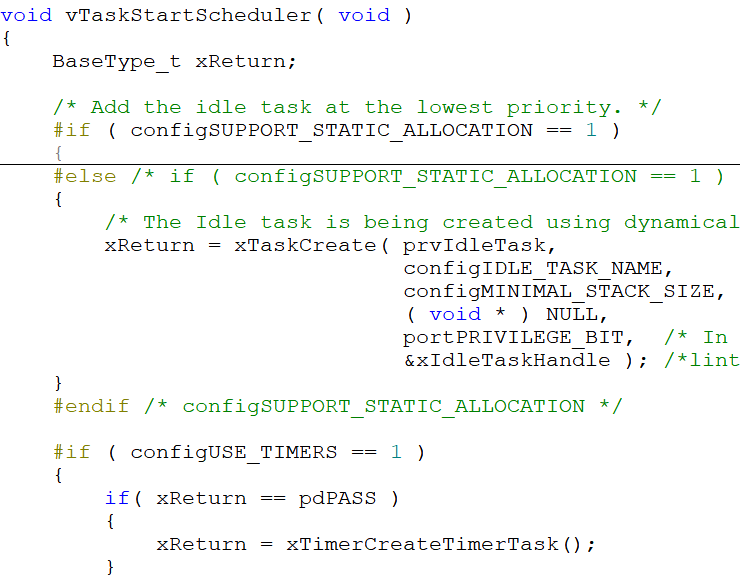 void vTaskStartScheduler( void )
{
    BaseType_t xReturn;

    /* Add the idle task at the lowest priority. */
    #if ( configSUPPORT_STATIC_ALLOCATION == 1 )
    {
    #else /* if ( configSUPPORT_STATIC_ALLOCATION == 1 )
    {
        /* The Idle task is being created using dynamical
        xReturn = xTaskCreate( prvIdleTask,
                               configIDLE_TASK_NAME,
                               configMINIMAL_STACK_SIZE,
                               ( void * ) NULL,
                               portPRIVILEGE_BIT,  /* In
                               &xIdleTaskHandle ); /*lint
    }
    #endif /* configSUPPORT_STATIC_ALLOCATION */

    #if ( configUSE_TIMERS == 1 )
    {
        if( xReturn == pdPASS )
        {
            xReturn = xTimerCreateTimerTask();
        }